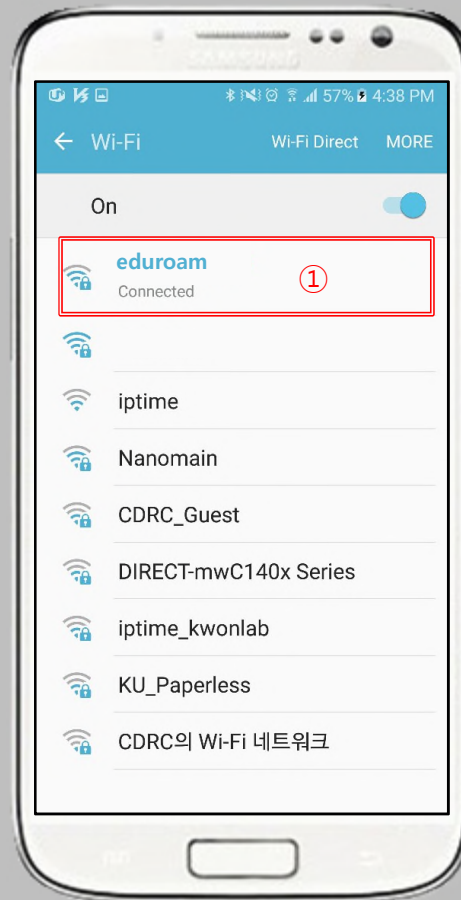 SAMSUNG
57% 4:38 PM
Wi-Fi Wi-Fi Direct MORE
On
eduroam
Connected
①
iptime
Nanomain
CDRC_Guest
DIRECT-mwC140x Series
iptime_kwonlab
KU_Paperless
CDRC의 Wi-Fi 네트워크